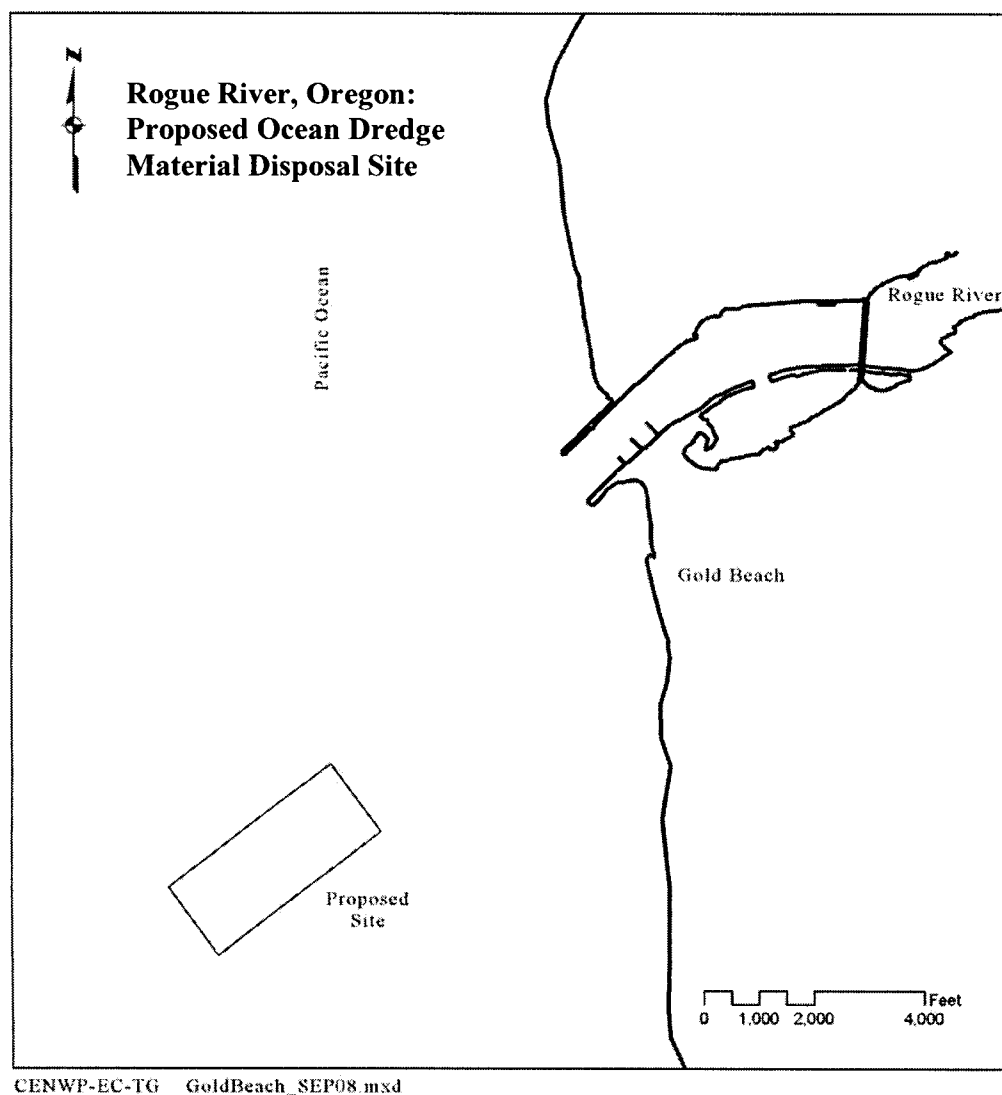 N
Rogue River, Oregon:
Proposed Ocean Dredge
Material Disposal Site
Pacific Ocean
Rogue River
Gold Beach
Proposed
Site
Feet
0 1,000 2,000 4,000
CENWP-EC-TG GoldBeach_SEP08.mxd